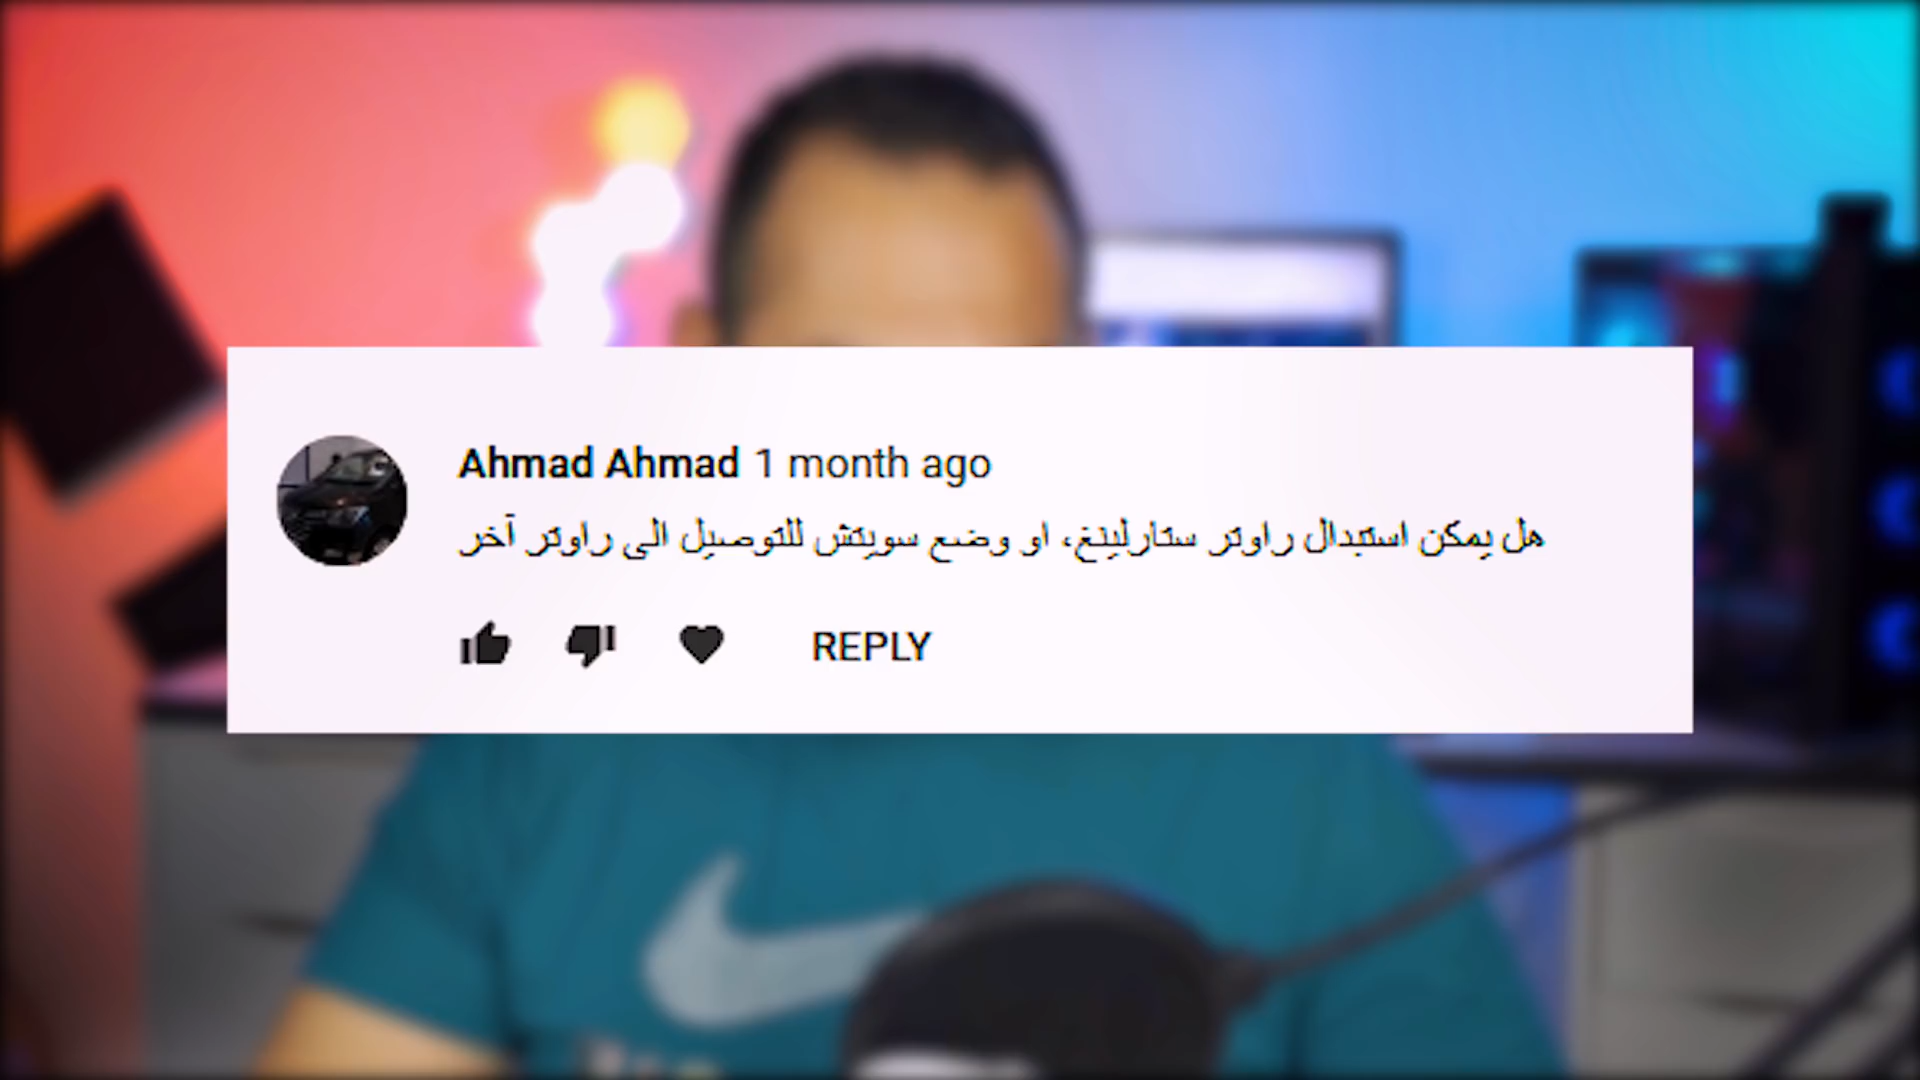 Ahmad Ahmad 1 month ago
هل يمكن استبدال راوتر ستارلينغ، او وضع سويتش للتوصيل الى راوتر آخر
REPLY